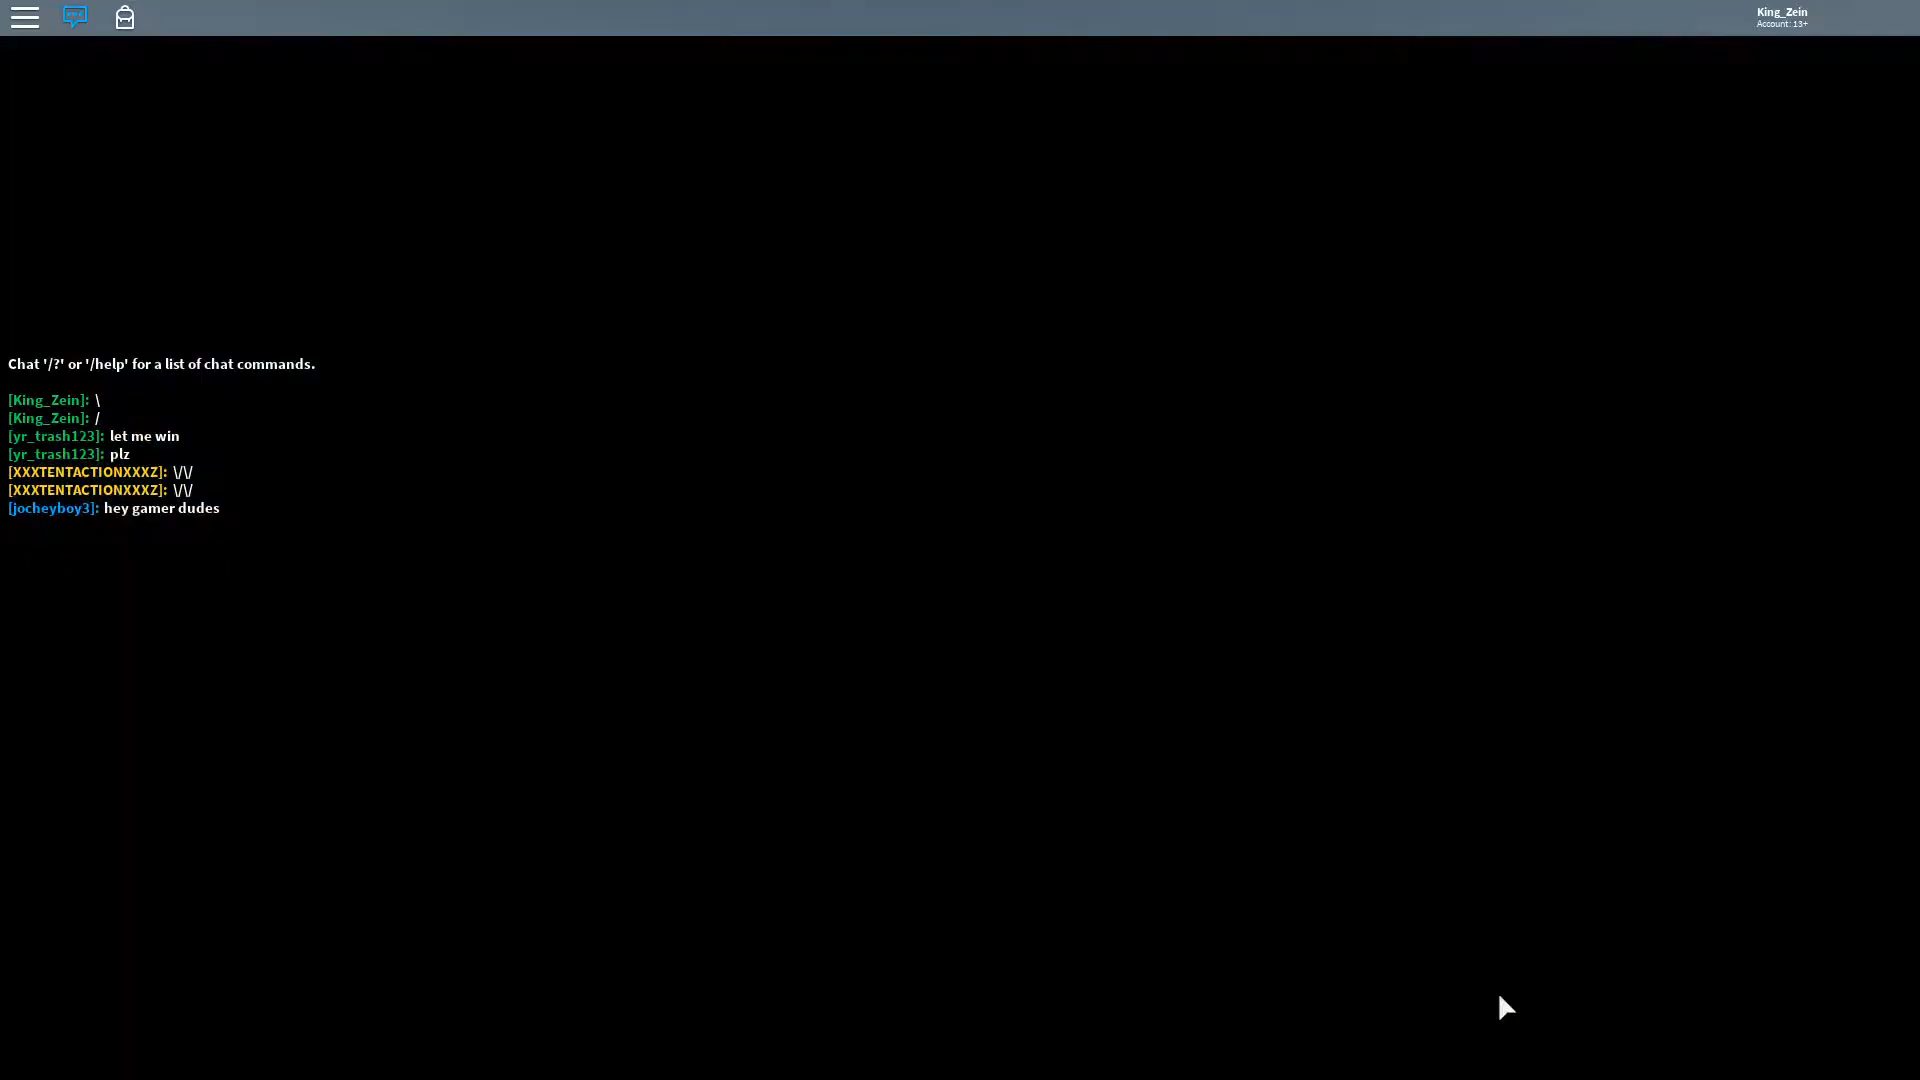 King_Zein
Account: 13+
Chat '/?' or '/help' for a list of chat commands.
[King_Zein]: \
[King_Zein]: /
[yr_trash123]: let me win
[yr_trash123]: plz
[XXXTENTACTIONXXXZ]: \/\/
[XXXTENTACTIONXXXZ]: \/\/
[jocheyboy3]: hey gamer dudes